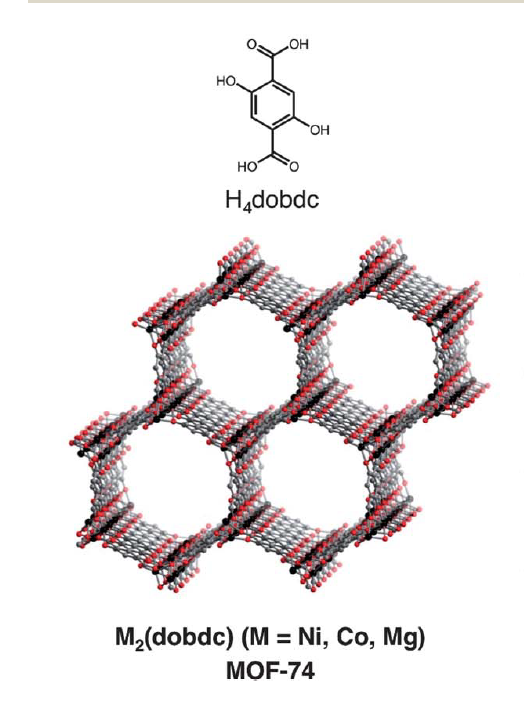 O OH
HO
OH
HO O
H₄dobdc
M₂(dobdc) (M = Ni, Co, Mg)
MOF-74